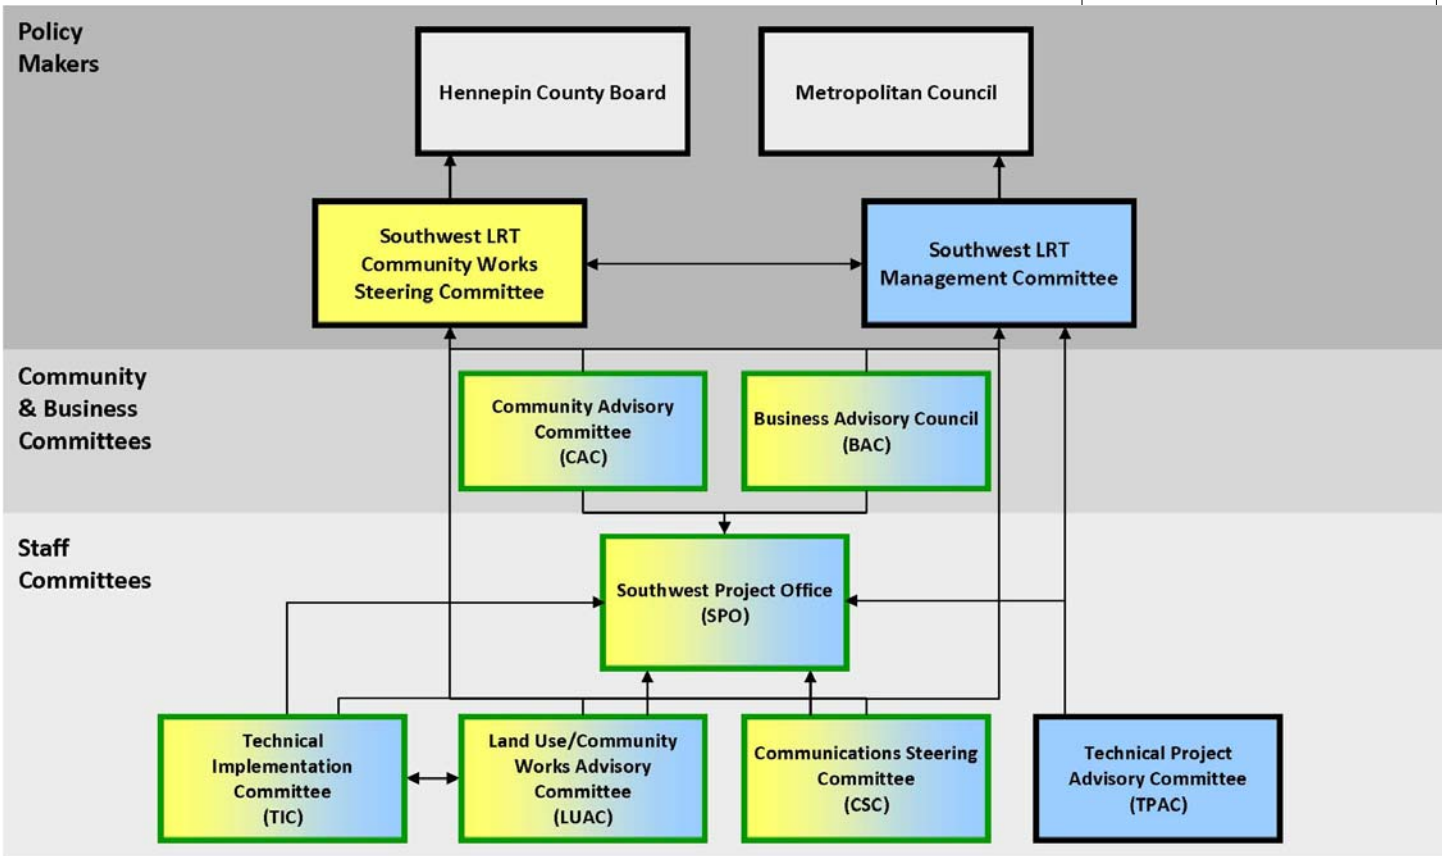 Policy
Makers
Hennepin County Board
Metropolitan Council
Southwest LRT
Community Works
Steering Committee
Southwest LRT
Management Committee
Community
& Business
Committees
Community Advisory
Committee
(CAC)
Business Advisory Council
(BAC)
Staff
Committees
Southwest Project Office
(SPO)
Technical
Implementation
Committee
(TIC)
Land Use/Community
Works Advisory
Committee
(LUAC)
Communications Steering
Committee
(CSC)
Technical Project
Advisory Committee
(TPAC)